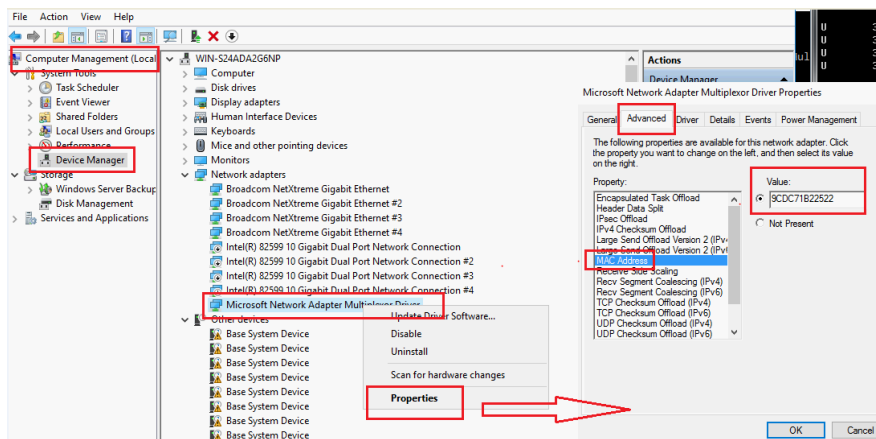 File Action View Help
Computer Management (Local
System Tools
Task Scheduler
Event Viewer
Shared Folders
Local Users and Groups
Performance
Device Manager
Storage
Windows Server Backup
Disk Management
Services and Applications
WIN-S24ADA2G6NP
Computer
Disk drives
Display adapters
Human Interface Devices
Keyboards
Mice and other pointing devices
Monitors
Network adapters
Broadcom NetXtreme Gigabit Ethernet
Broadcom NetXtreme Gigabit Ethernet #2
Broadcom NetXtreme Gigabit Ethernet #3
Broadcom NetXtreme Gigabit Ethernet #4
Intel(R) 82599 10 Gigabit Dual Port Network Connection
Intel(R) 82599 10 Gigabit Dual Port Network Connection #2
Intel(R) 82599 10 Gigabit Dual Port Network Connection #3
Intel(R) 82599 10 Gigabit Dual Port Network Connection #4
Microsoft Network Adapter Multiplexor Driver
Other devices
Base System Device
Base System Device
Base System Device
Base System Device
Base System Device
Base System Device
Base System Device
Update Driver Software...
Disable
Uninstall
Scan for hardware changes
Properties
Actions
Device Manager
U
U
U
U
Microsoft Network Adapter Multiplexor Driver Properties
General Advanced Driver Details Events Power Management
The following properties are available for this network adapter. Click
the property you want to change on the left, and then select its value
on the right.
Property:
Encapsulated Task Offload
Header Data Split
IPsec Offload
IPv4 Checksum Offload
Large Send Offload Version 2 (IPv
Large Send Offload Version 2 (IPv
MAC Address
Receive Side Scaling
Recv Segment Coalescing (IPv4)
Recv Segment Coalescing (IPv6)
TCP Checksum Offload (IPv4)
TCP Checksum Offload (IPv6)
UDP Checksum Offload (IPv4)
UDP Checksum Offload (IPv6)
Value:
9CDC71B22522
Not Present
OK Cancel